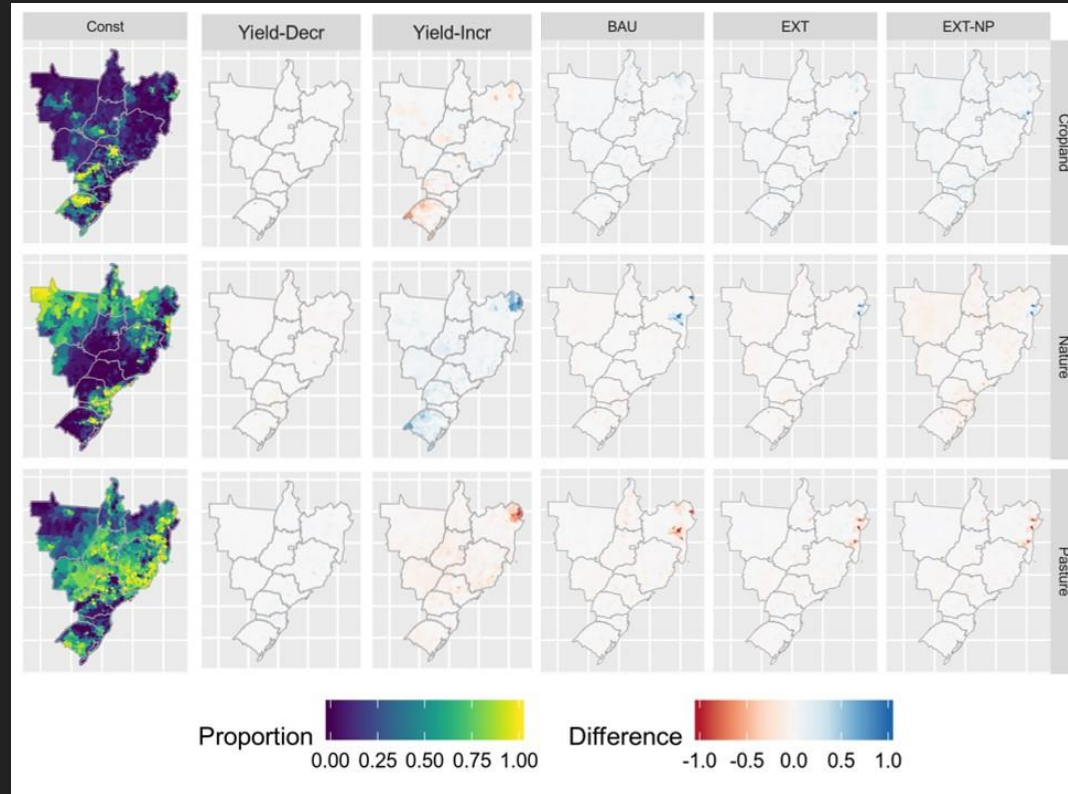 Const Yield-Decr Yield-Incr BAU EXT EXT-NP
Cropland
Nature
Pasture
Proportion
0.00 0.25 0.50 0.75 1.00
Difference
-1.0 -0.5 0.0 0.5 1.0